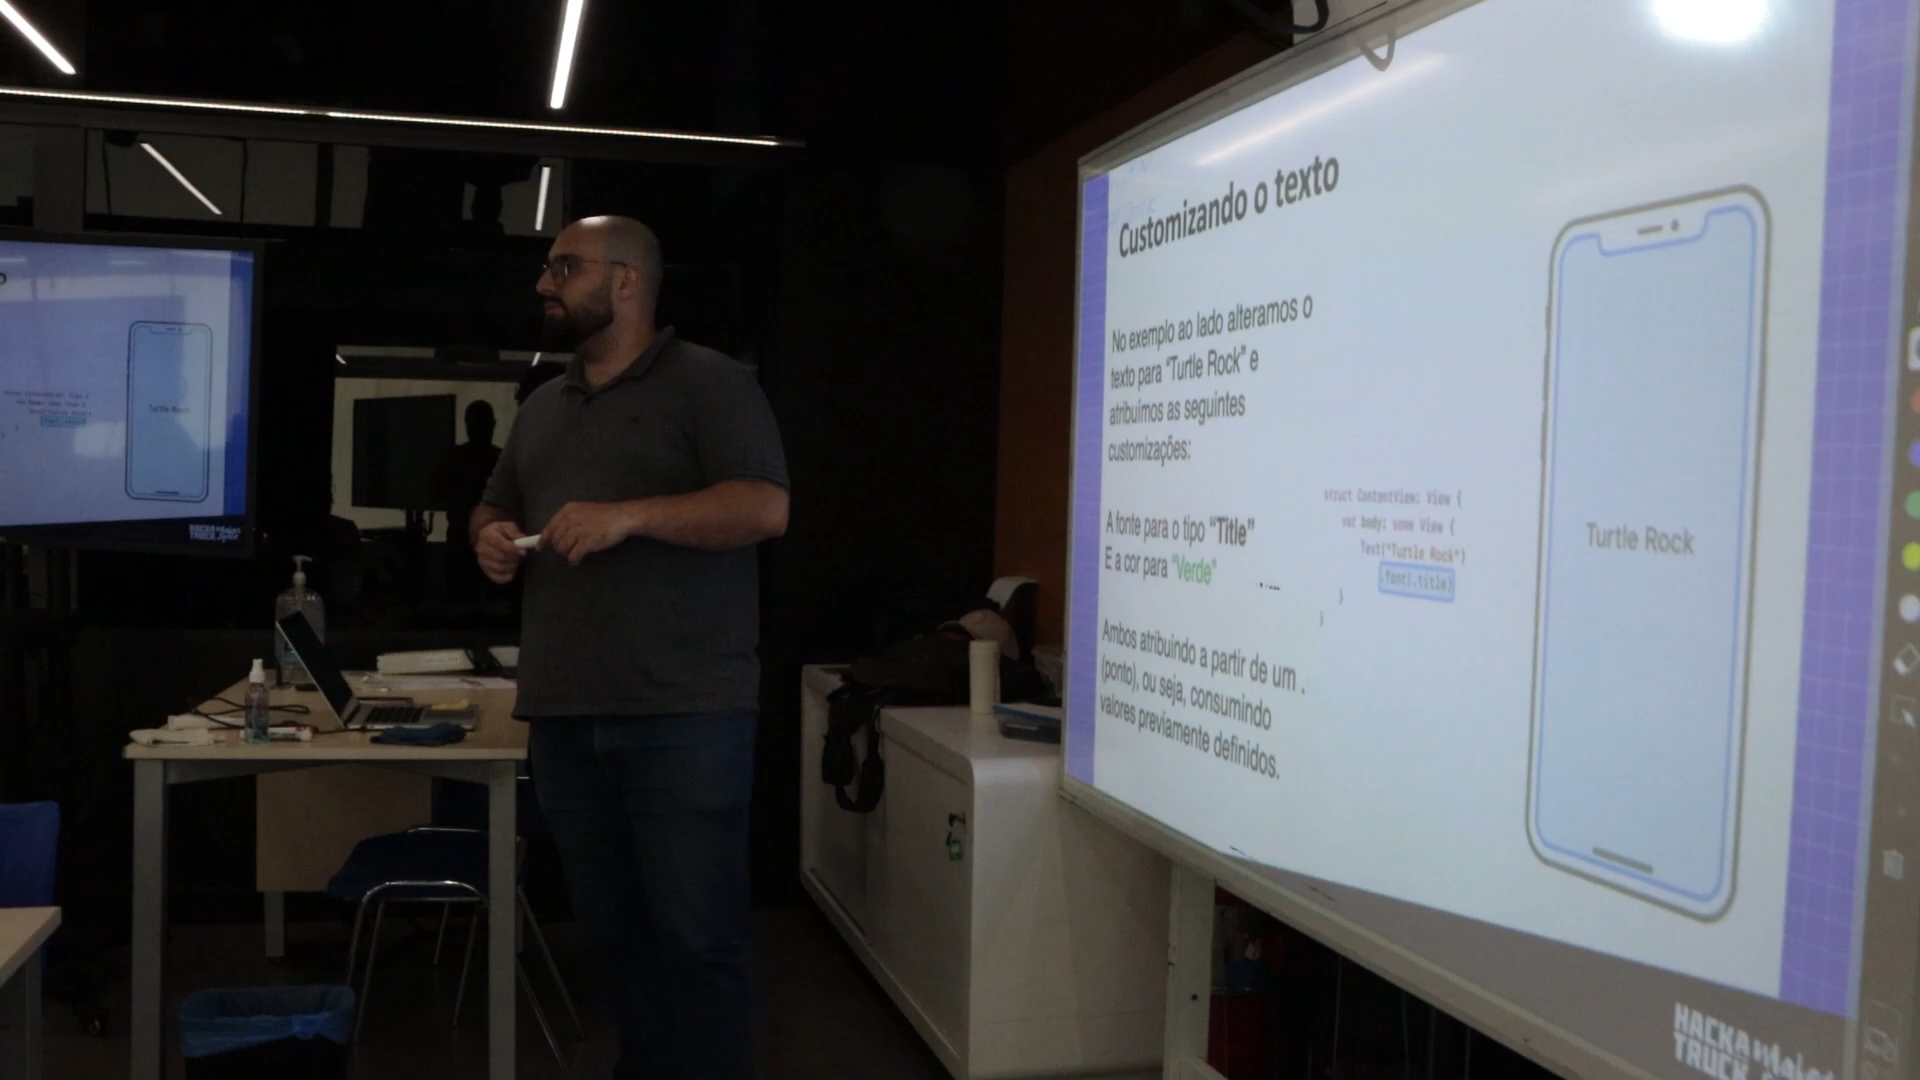 Customizando o texto
No exemplo ao lado alteramos o
texto para “Turtle Rock” e
atribuímos as seguintes
customizações:
A fonte para o tipo “Title”
E a cor para “Verde”
Ambos atribuindo a partir de um .
(ponto), ou seja, consumindo
valores previamente definidos.
struct ContentView: View {
var body: some View {
Text("Turtle Rock")
.font(.title)
}
}
Turtle Rock
HACKA
TRUCK
Turtle Rock
HACKA
TRUCK